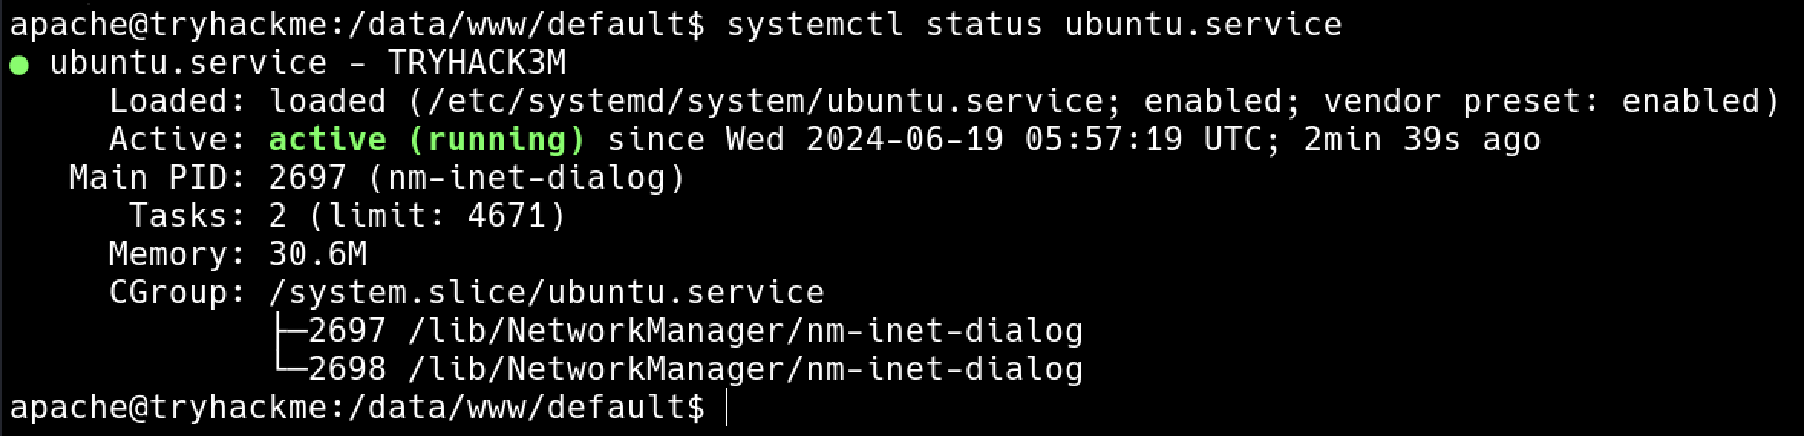 apache@tryhackme:/data/www/default$ systemctl status ubuntu.service
● ubuntu.service - TRYHACK3M
Loaded: loaded (/etc/systemd/system/ubuntu.service; enabled; vendor preset: enabled)
Active: active (running) since Wed 2024-06-19 05:57:19 UTC; 2min 39s ago
Main PID: 2697 (nm-inet-dialog)
Tasks: 2 (limit: 4671)
Memory: 30.6M
CGroup: /system.slice/ubuntu.service
├─2697 /lib/NetworkManager/nm-inet-dialog
└─2698 /lib/NetworkManager/nm-inet-dialog
apache@tryhackme:/data/www/default$